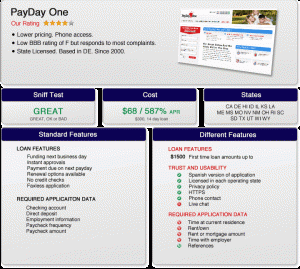 PayDay One
Our Rating
Lower pricing. Phone access.
Low BBB rating of F but responds to most complaints.
State Licensed. Based in DE. Since 2000.
Sniff Test
Cost
States
GREAT
GREAT, OK or BAD
$68 / 587% APR
$300, 14 day loan
CA DE HI ID IL KS LA
ME MS MO NV NM OH RI SC
SD TX UT WI WY
Standard Features
LOAN FEATURES
Funding next business day
Instant approvals
Payment due on next payday
Renewal options available
No credit checks
Faxless application
REQUIRED APPLICAITON DATA
Checking account
Direct deposit
Employment information
Paycheck frequency
Paycheck amount
Different Features
LOAN FEATURES
$1500 First time loan amounts up to
TRUST AND USABILITY
Spanish version of application
Licensed in each operating state
Privacy policy
HTTPS
Phone contact
Live chat
REQUIRED APPLICATION DATA
Time at current residence
Rent/own
Rent or mortgage amount
Time with employer
References